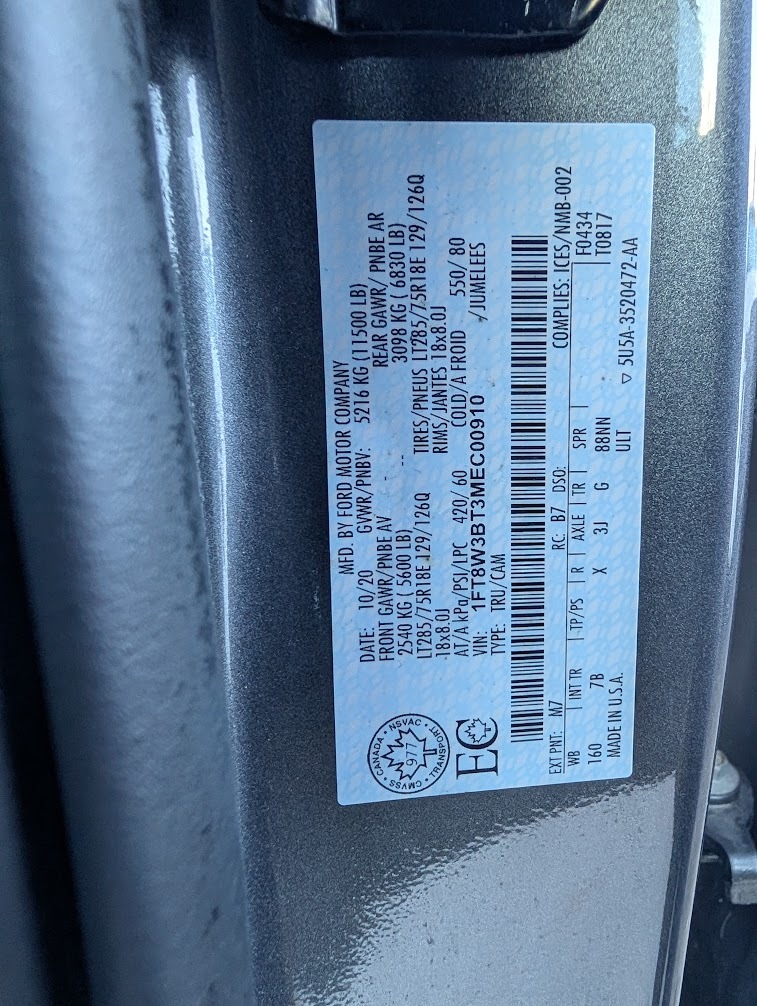 MFD. BY FORD MOTOR COMPANY
DATE: 10/20 GVWR/PNBV: 5216 KG (11500 LB)
FRONT GAWR/PNBE AV REAR GAWR/ PNBE AR
2540 KG ( 5600 LB) -- 3098 KG ( 6830 LB)
LT285/75R18E 129/126Q TIRES/PNEUS LT285/75R18E 129/126Q
18x8.0J RIMS/JANTES 18x8.0J
AT/A kPa/PSI/LPC 420/ 60 COLD/A FROID 550/ 80
VIN: 1FT8W3BT3MEC00910 /JUMELEES
TYPE: TRU/CAM
CANADA • NSVAC • TRANSPORT • CMVSS
977
EC
EXT PNT: M7 RC: B7 DSO: COMPLIES: ICES/NMB-002
WB | INT TR | TP/PS | R | AXLE | TR | SPR | F0434
160 7B X 3J G 88NN T0817
MADE IN U.S.A. ULT
▽ 5U5A-3520472-AA